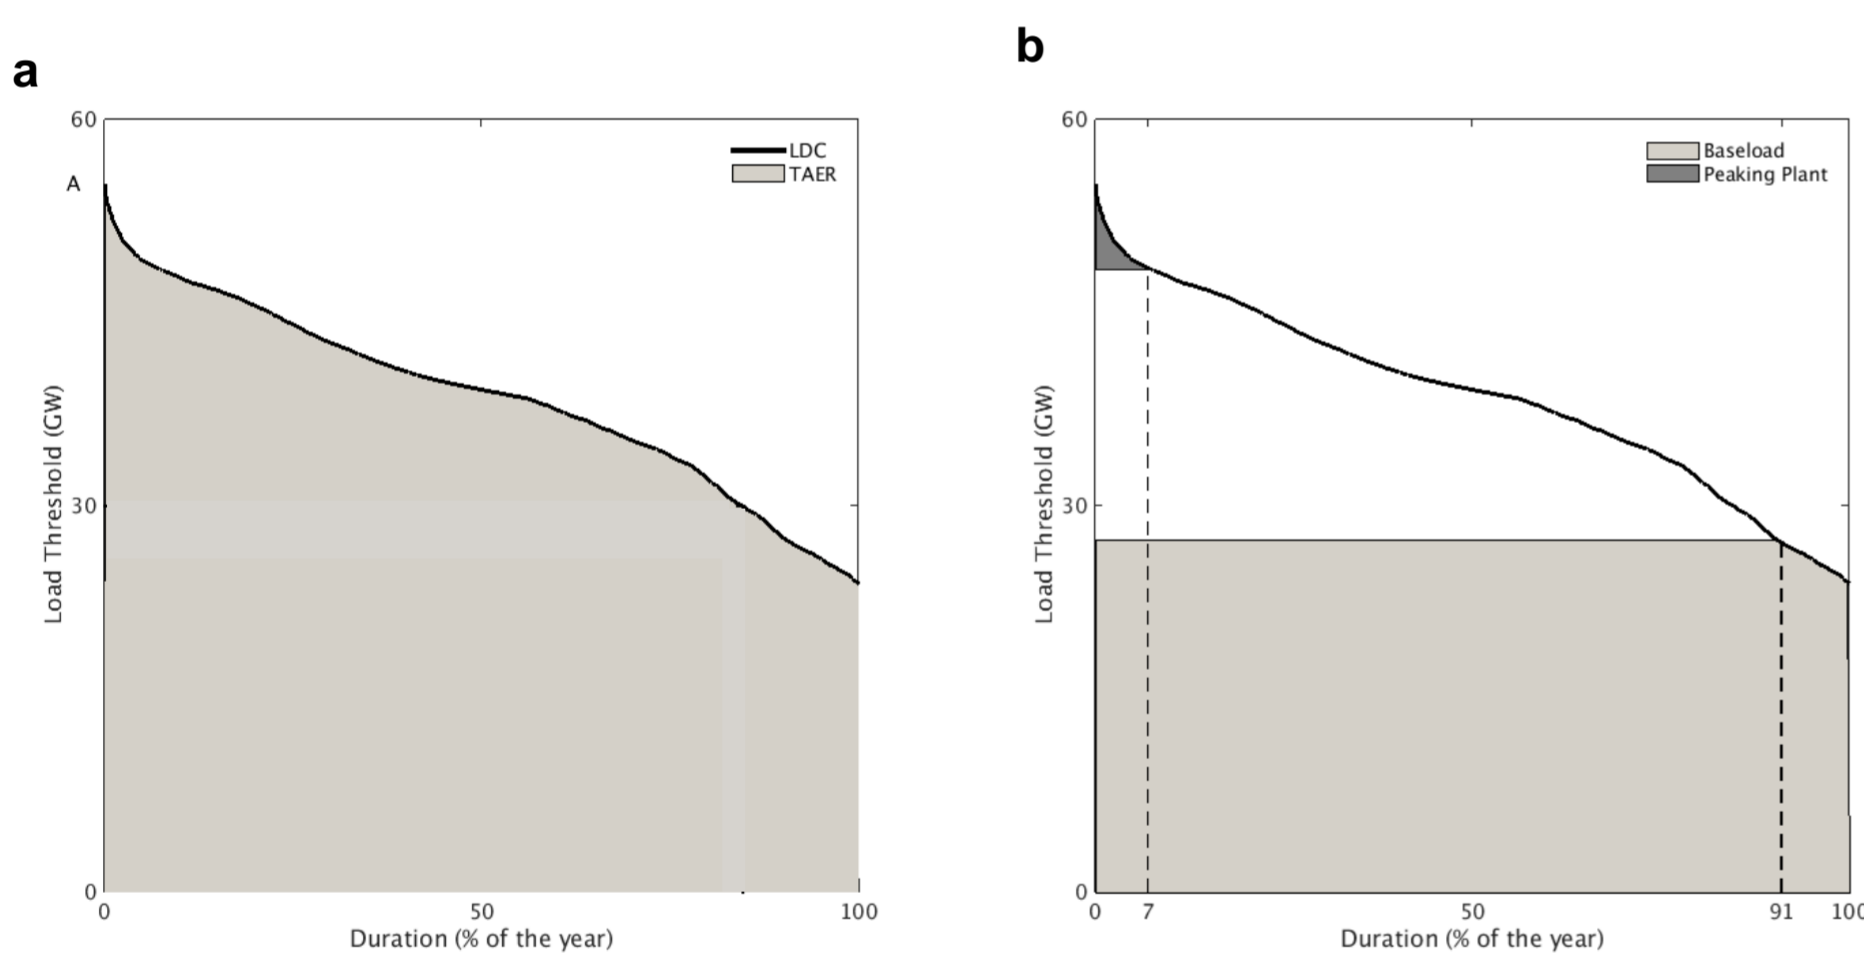 a
60
A
30
0
Load Threshold (GW)
LDC
TAER
0 50 100
Duration (% of the year)
b
60
30
0
Load Threshold (GW)
Baseload
Peaking Plant
0 7 50 91 100
Duration (% of the year)